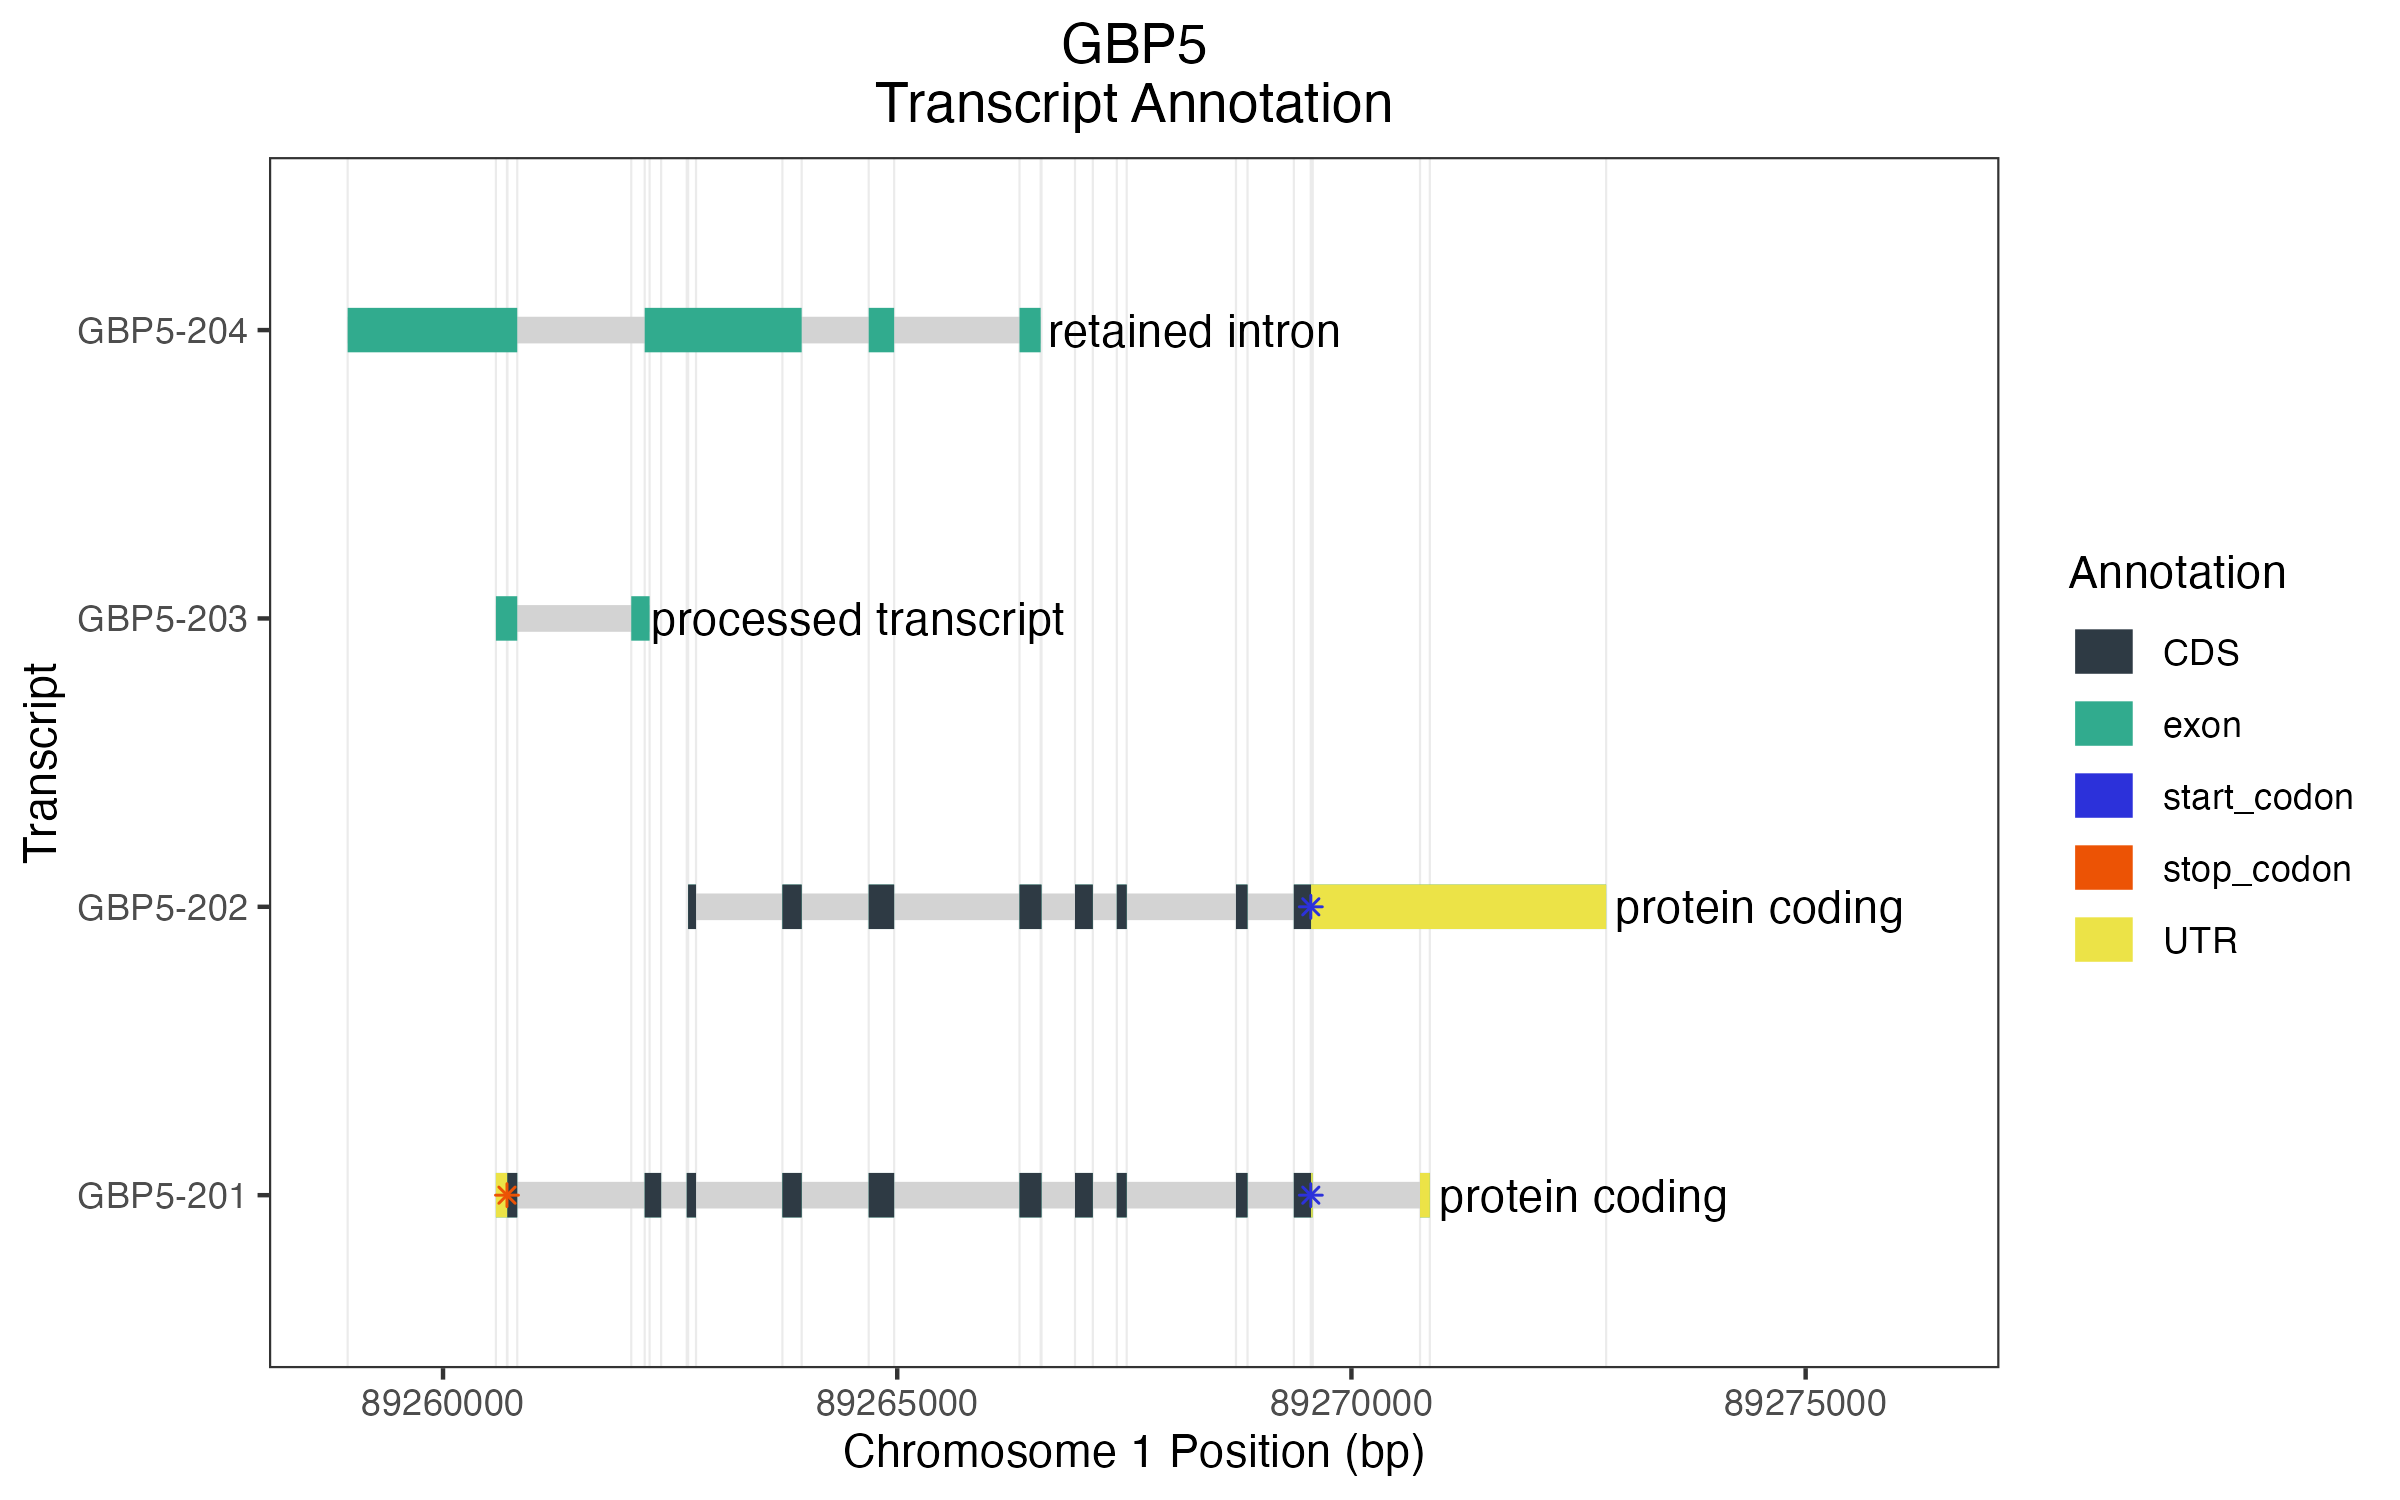 GBP5
Transcript Annotation
Transcript
GBP5-204
retained intron
GBP5-203
processed transcript
GBP5-202
protein coding
GBP5-201
protein coding
89260000
89265000
89270000
89275000
Chromosome 1 Position (bp)
Annotation
CDS
exon
start_codon
stop_codon
UTR